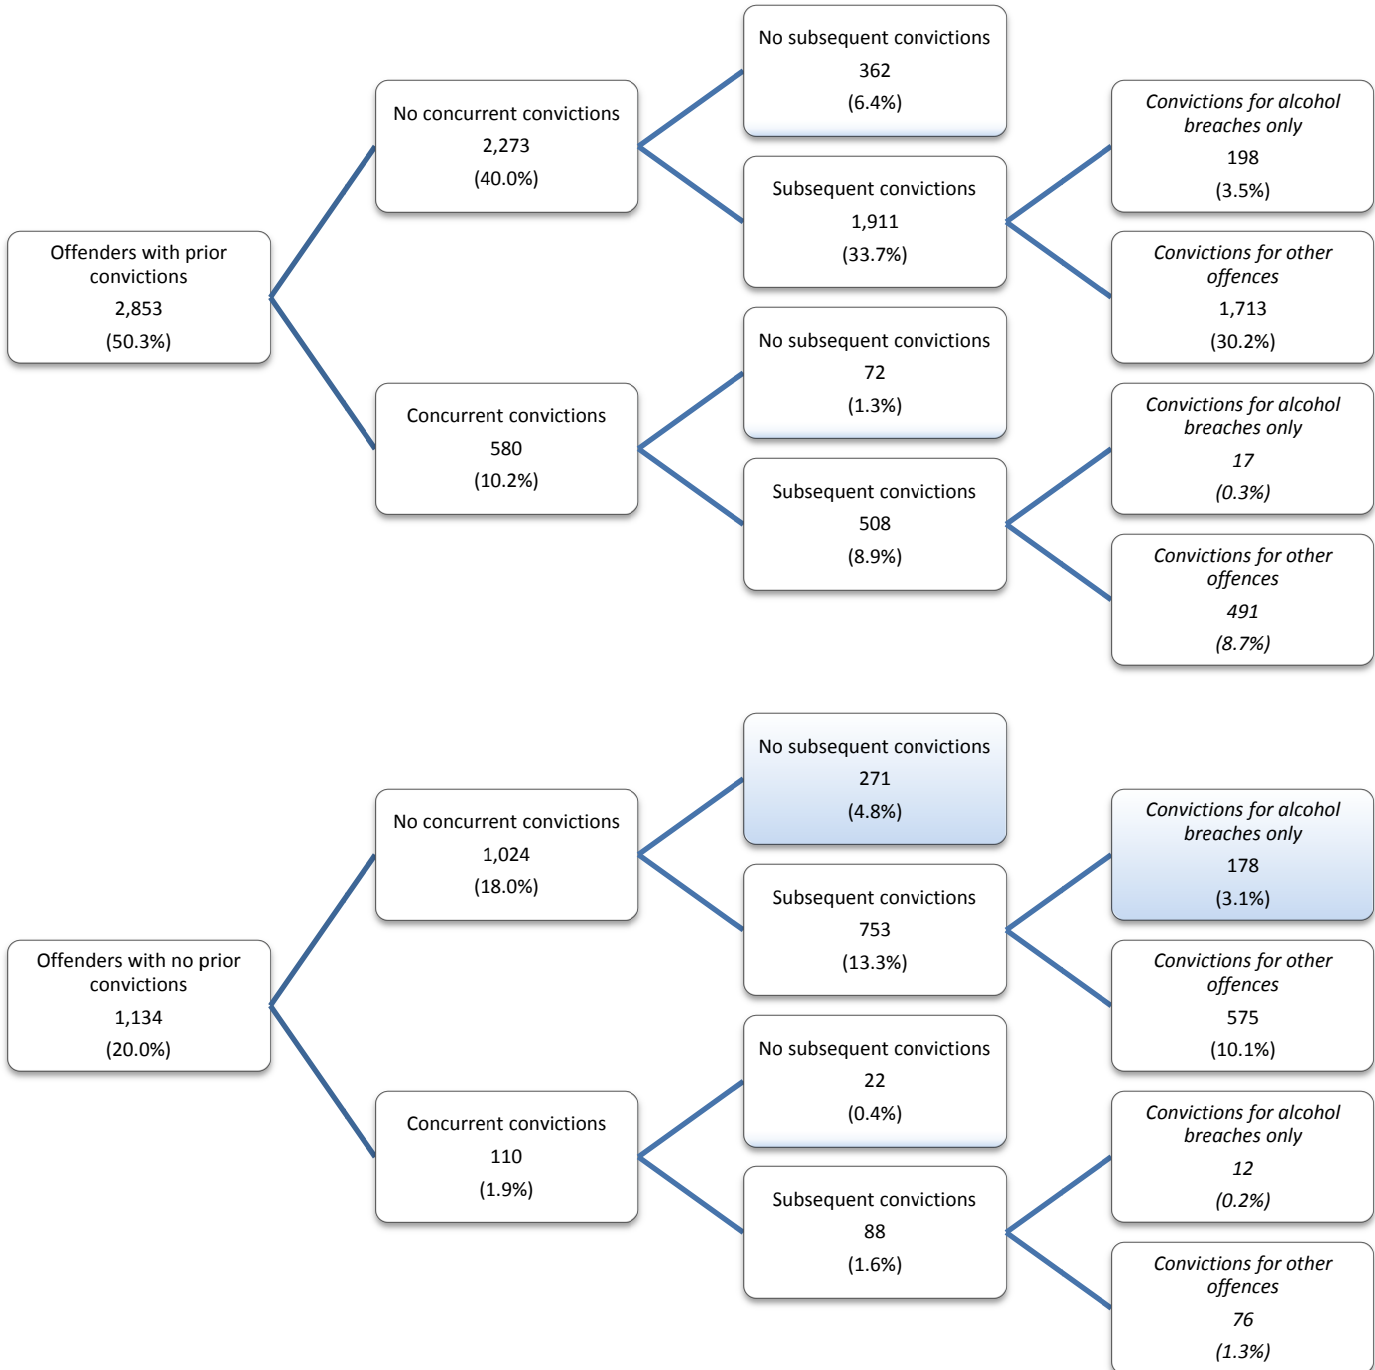 Offenders with prior
convictions
2,853
(50.3%)
No concurrent convictions
2,273
(40.0%)
No subsequent convictions
362
(6.4%)
Subsequent convictions
1,911
(33.7%)
Convictions for alcohol
breaches only
198
(3.5%)
Convictions for other
offences
1,713
(30.2%)
Concurrent convictions
580
(10.2%)
No subsequent convictions
72
(1.3%)
Subsequent convictions
508
(8.9%)
Convictions for alcohol
breaches only
17
(0.3%)
Convictions for other
offences
491
(8.7%)
Offenders with no prior
convictions
1,134
(20.0%)
No concurrent convictions
1,024
(18.0%)
No subsequent convictions
271
(4.8%)
Subsequent convictions
753
(13.3%)
Convictions for alcohol
breaches only
178
(3.1%)
Convictions for other
offences
575
(10.1%)
Concurrent convictions
110
(1.9%)
No subsequent convictions
22
(0.4%)
Subsequent convictions
88
(1.6%)
Convictions for alcohol
breaches only
12
(0.2%)
Convictions for other
offences
76
(1.3%)